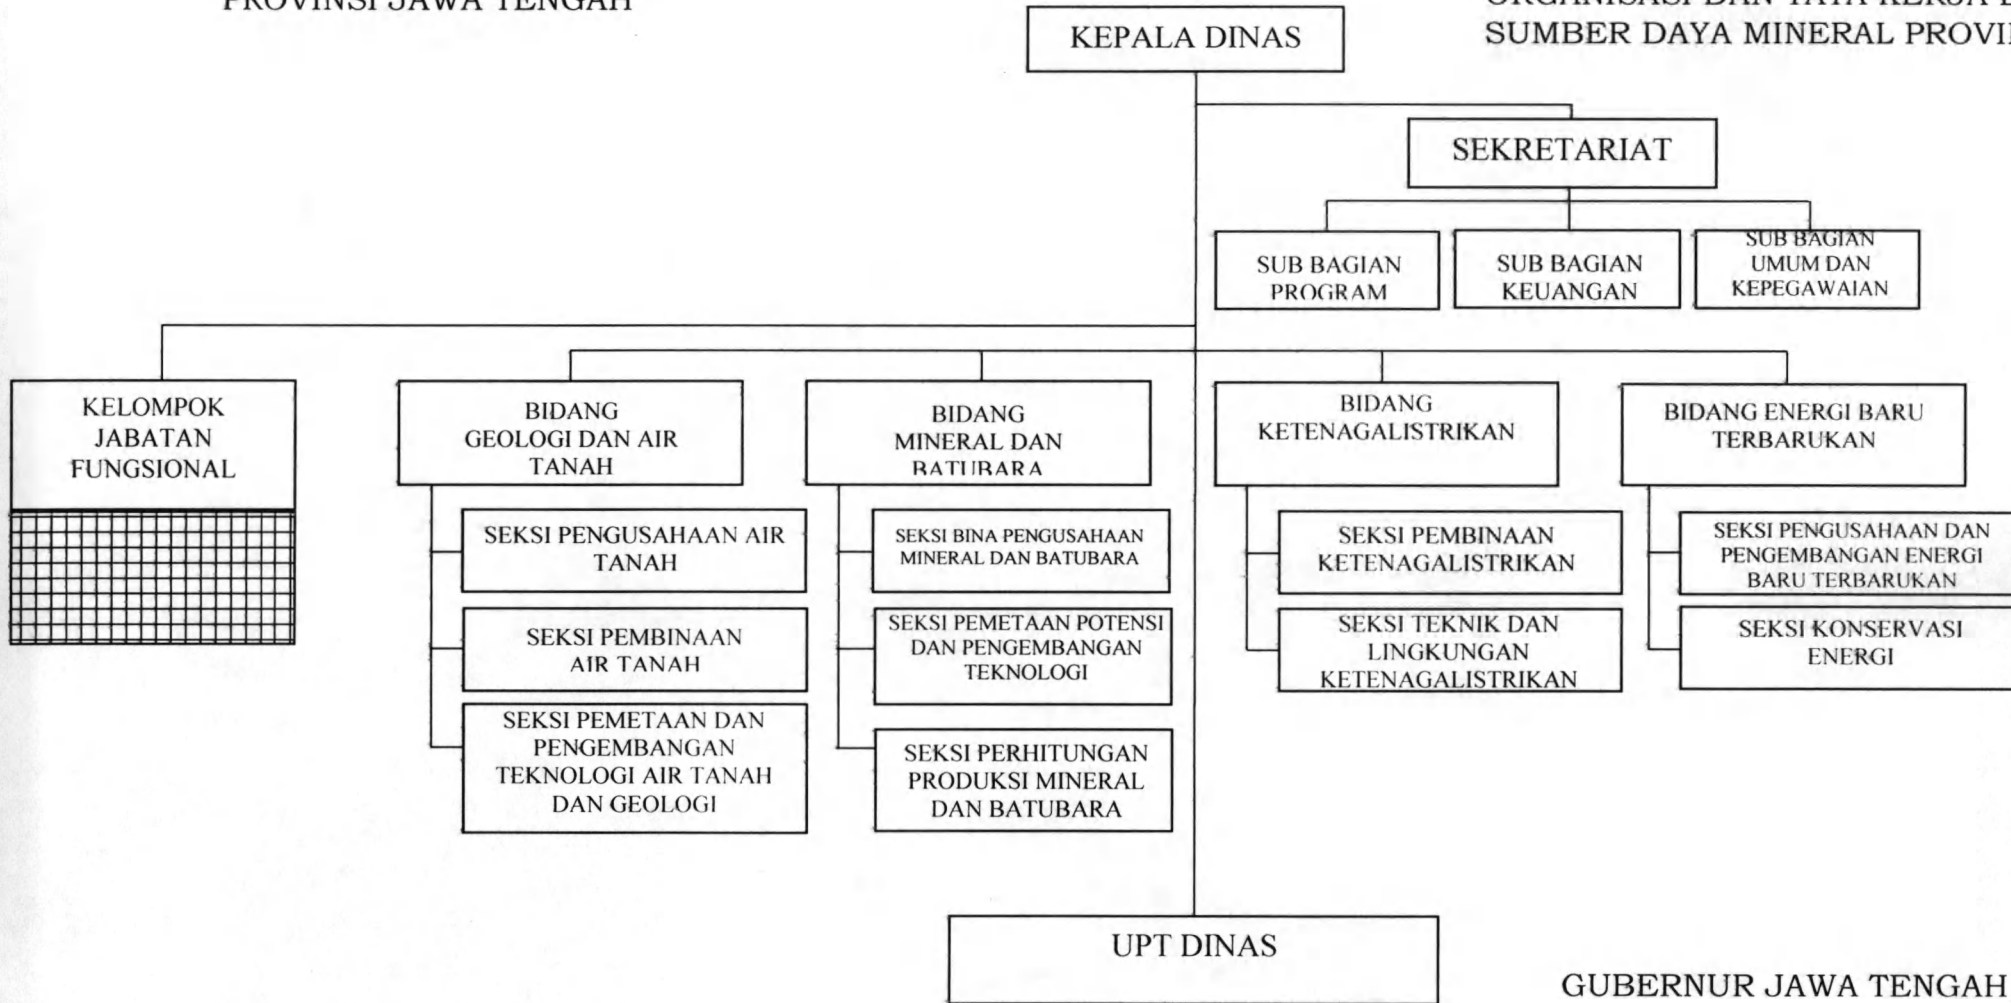 PROVINSI JAWA TENGAH
ORGANISASI DAN TATA KERJA
SUMBER DAYA MINERAL
KEPALA DINAS
SEKRETARIAT
SUB BAGIAN
PROGRAM
SUB BAGIAN
KEUANGAN
SUB BAGIAN
UMUM DAN
KEPEGAWAIAN
KELOMPOK
JABATAN
FUNGSIONAL
BIDANG
GEOLOGI DAN AIR
TANAH
SEKSI PENGUSAHAAN AIR
TANAH
SEKSI PEMBINAAN
AIR TANAH
SEKSI PEMETAAN DAN
PENGEMBANGAN
TEKNOLOGI AIR TANAH
DAN GEOLOGI
BIDANG
MINERAL DAN
BATUBARA
SEKSI BINA PENGUSAHAAN
MINERAL DAN BATUBARA
SEKSI PEMETAAN POTENSI
DAN PENGEMBANGAN
TEKNOLOGI
SEKSI PERHITUNGAN
PRODUKSI MINERAL
DAN BATUBARA
BIDANG
KETENAGALISTRIKAN
SEKSI PEMBINAAN
KETENAGALISTRIKAN
SEKSI TEKNIK DAN
LINGKUNGAN
KETENAGALISTRIKAN
BIDANG ENERGI BARU
TERBARUKAN
SEKSI PENGUSAHAAN DAN
PENGEMBANGAN ENERGI
BARU TERBARUKAN
SEKSI KONSERVASI
ENERGI
UPT DINAS
GUBERNUR JAWA TENGAH